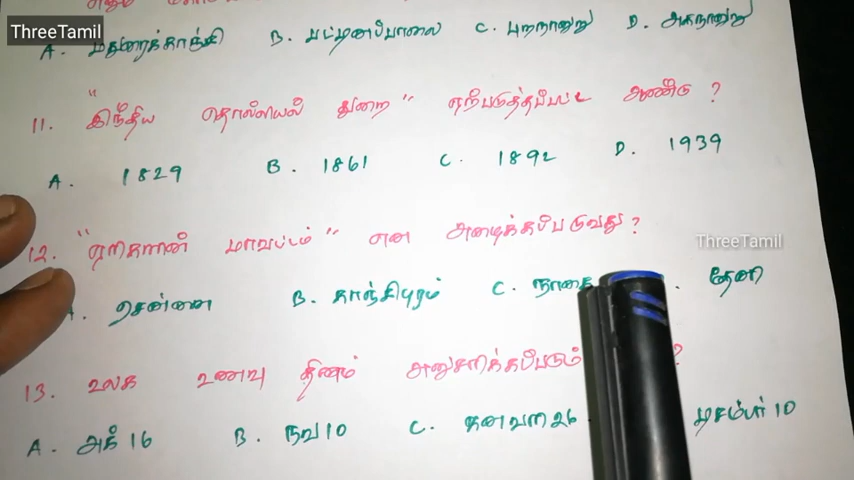 ThreeTamil
A. மதுரைக்காஞ்சி B. பட்டினப்பாலை C. புறநானூறு D. அகநானூறு
11. "இந்திய தொல்லியல் துறை" ஏற்படுத்தப்பட்ட ஆண்டு ?
A. 1829 B. 1861 C. 1892 D. 1939
12. "ஏரிகளின் மாவட்டம்" என அழைக்கப்படுவது ?
ThreeTamil
A. சென்னை B. காஞ்சிபுரம் C. நாகை . தேனி
13. உலக உணவு தினம் அனுசரிக்கப்படும் ?
A. அக் 16 B. நவ 10 C. ஜனவரி 26 டிசம்பர் 10